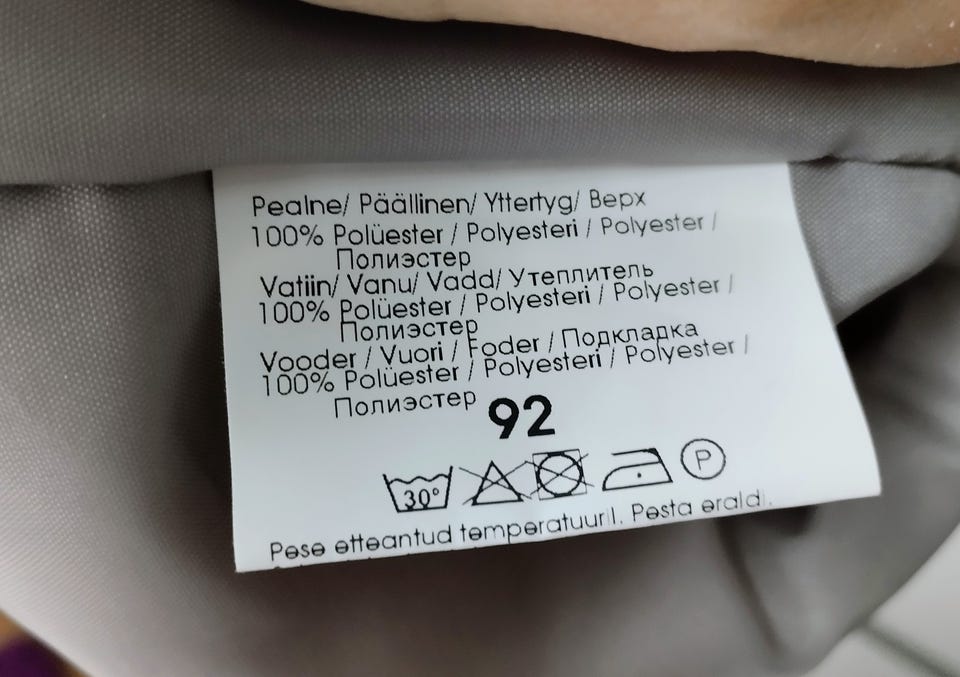 Pealne/ Päällinen/ Yttertyg/ Верх
100% Polüester / Polyesteri / Polyester /
Полиэстер
Vatiin/ Vanu/ Vadd/ Утеплитель
100% Polüester / Polyesteri / Polyester /
Полиэстер
Vooder / Vuori / Foder / Подкладка
100% Polüester / Polyesteri / Polyester /
Полиэстер
92
30° P
Pese etteantud temperatuuril. Pesta eraldi.